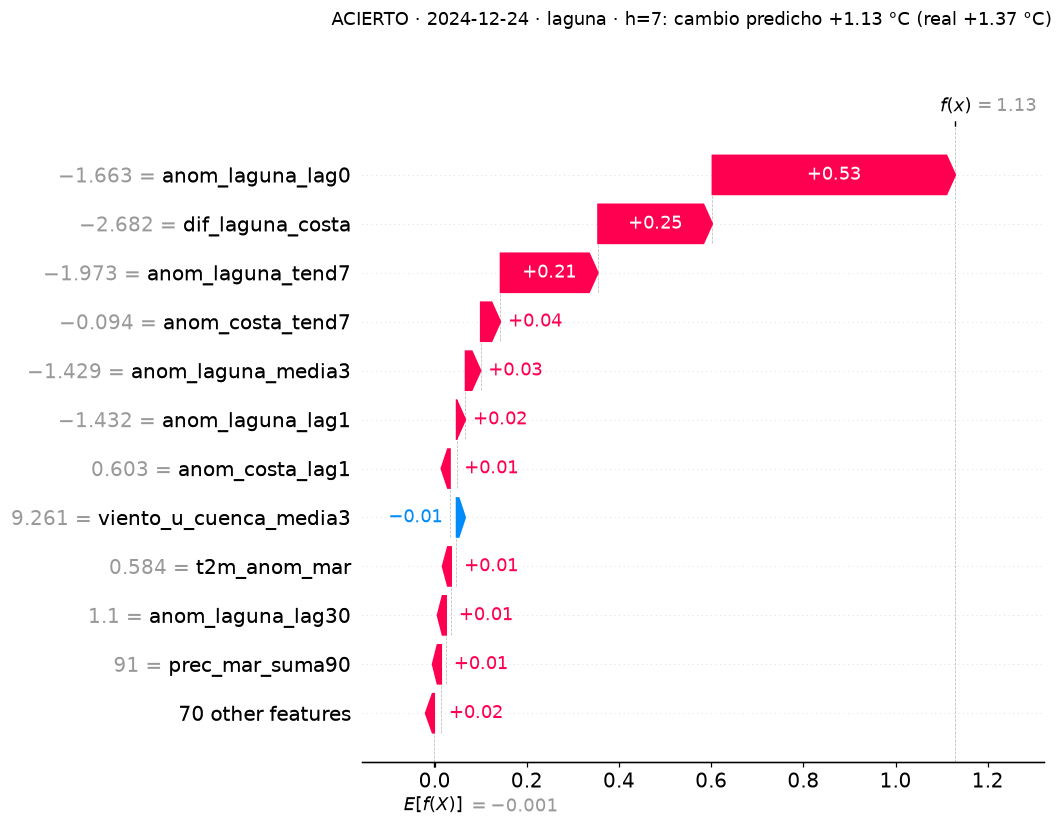 ACIERTO · 2024-12-24 · laguna · h=7: cambio predicho +1.13 °C (real +1.37 °C)
f(x) = 1.13
−1.663 = anom_laguna_lag0 +0.53
−2.682 = dif_laguna_costa +0.25
−1.973 = anom_laguna_tend7 +0.21
−0.094 = anom_costa_tend7 +0.04
−1.429 = anom_laguna_media3 +0.03
−1.432 = anom_laguna_lag1 +0.02
0.603 = anom_costa_lag1 +0.01
9.261 = viento_u_cuenca_media3 −0.01
0.584 = t2m_anom_mar +0.01
1.1 = anom_laguna_lag30 +0.01
91 = prec_mar_suma90 +0.01
70 other features +0.02
0.0 0.2 0.4 0.6 0.8 1.0 1.2
E[f(X)] = −0.001